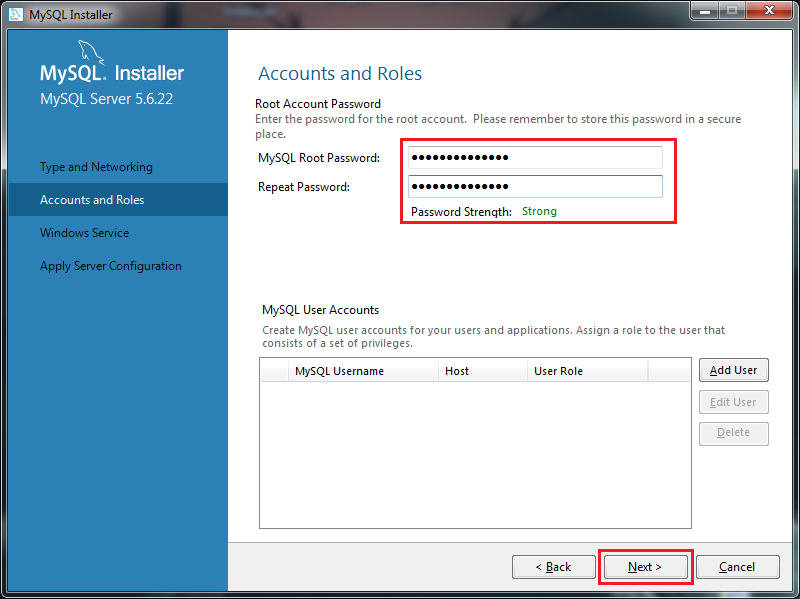 MySQL Installer
MySQL. Installer
MySQL Server 5.6.22
Type and Networking
Accounts and Roles
Windows Service
Apply Server Configuration
Accounts and Roles
Root Account Password
Enter the password for the root account.  Please remember to store this password in a secure
place.
MySQL Root Password: ••••••••••••••
Repeat Password: ••••••••••••••
Password Strength: Strong
MySQL User Accounts
Create MySQL user accounts for your users and applications. Assign a role to the user that
consists of a set of privileges.
MySQL Username Host User Role
Add User
Edit User
Delete
< Back Next > Cancel